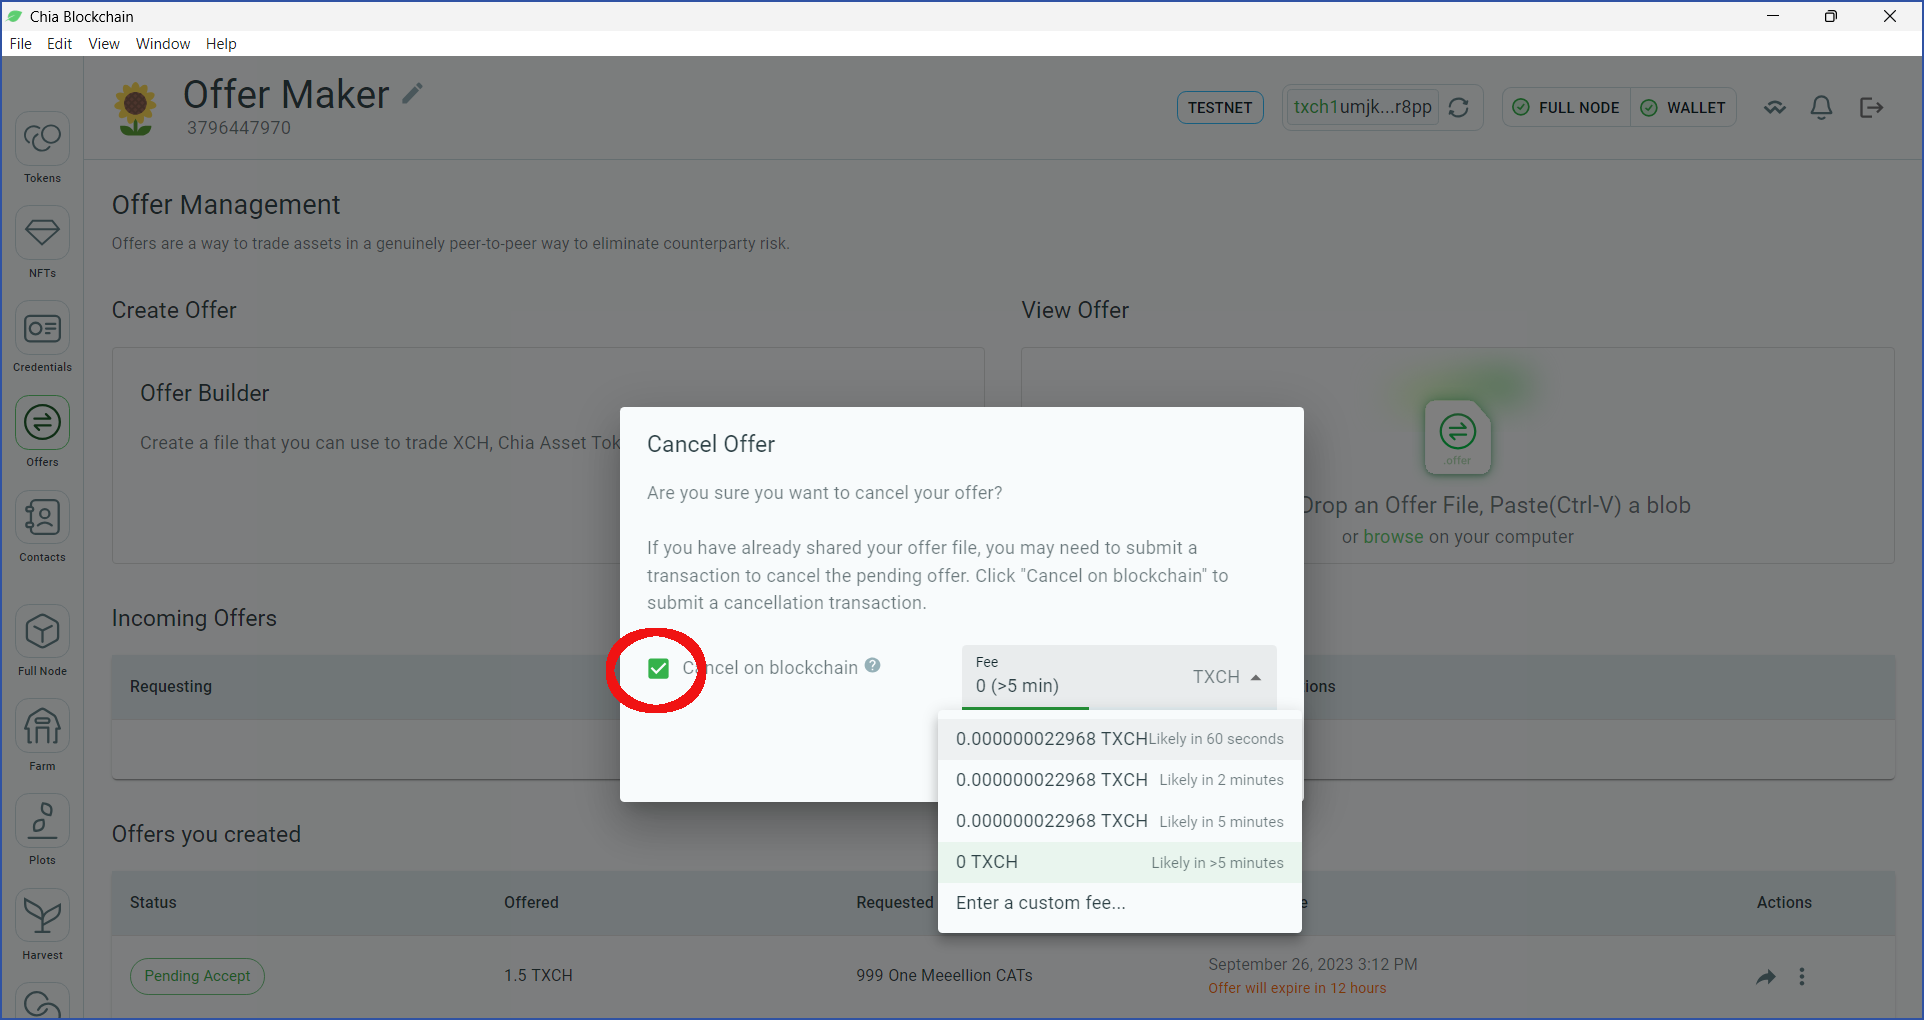 Chia Blockchain
File Edit View Window Help
Offer Maker
3796447970
TESTNET
txch1umjk...r8pp
FULL NODE
WALLET
Tokens
NFTs
Credentials
Offers
Contacts
Full Node
Farm
Plots
Harvest
Offer Management
Offers are a way to trade assets in a genuinely peer-to-peer way to eliminate counterparty risk.
Create Offer
View Offer
Offer Builder
Create a file that you can use to trade XCH, Chia Asset Tok
.offer
Drop an Offer File, Paste(Ctrl-V) a blob
or browse on your computer
Cancel Offer
Are you sure you want to cancel your offer?
If you have already shared your offer file, you may need to submit a
transaction to cancel the pending offer. Click "Cancel on blockchain" to
submit a cancellation transaction.
Cancel on blockchain
Fee
0 (>5 min)
TXCH
0.000000022968 TXCH Likely in 60 seconds
0.000000022968 TXCH Likely in 2 minutes
0.000000022968 TXCH Likely in 5 minutes
0 TXCH Likely in >5 minutes
Enter a custom fee...
Incoming Offers
Requesting
ions
Offers you created
Status Offered Requested e Actions
Pending Accept 1.5 TXCH 999 One Meeellion CATs September 26, 2023 3:12 PM
Offer will expire in 12 hours